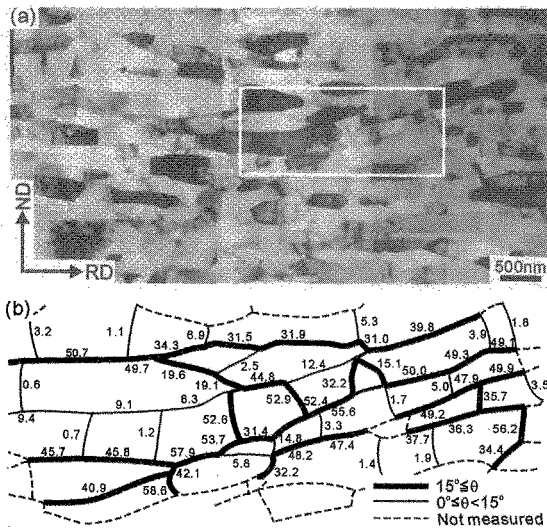 (a)
ND
RD
500nm
(b)
3.2 1.1 6.9 31.5 31.9 5.3 39.8 1.8
50.7 34.3 31.0 3.9 49.1
49.7 2.5 12.4 15.1 49.3
0.6 19.6 44.8 32.2 50.0 47.9 49.9
19.1 5.0 3.5
9.4 9.1 8.3 52.6 52.9 52.4 55.6 1.7 35.7
0.7 1.2 53.7 31.4 3.3 49.2 36.3 56.2
45.7 45.8 57.9 14.8 48.2 47.4 37.7
42.1 5.8 32.2 1.4 1.9 34.4
40.9 58.6
15°≤θ
0°≤θ<15°
Not measured